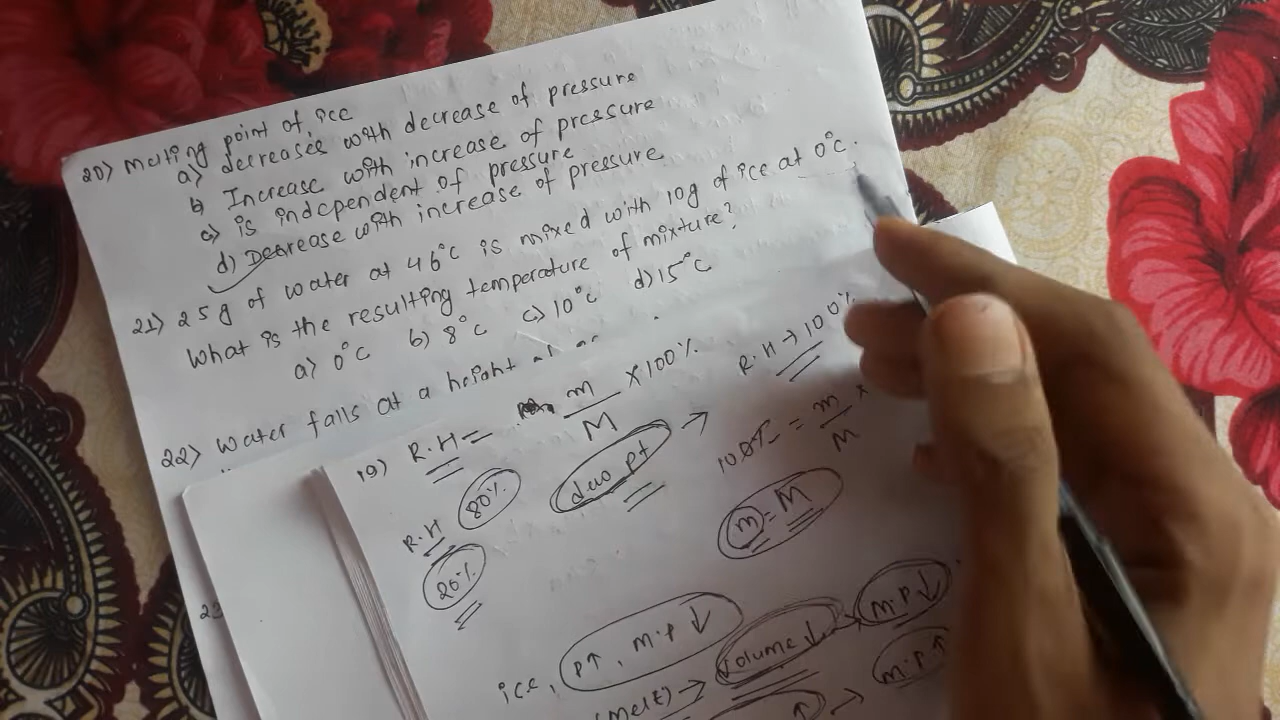 20) Melting point of ice
a) decreases with decrease of pressure
b) Increase with increase of pressure
c) is independent of pressure
d) Decrease with increase of pressure
21) 25g of water at 46°C is mixed with 10g of ice at 0°C.
What is the resulting temperature of mixture?
a) 0°C b) 8°C c) 10°C d) 15°C
22) Water falls at a height
19) R.H = m/M × 100%
dew pt → R.H → 100%
R.H 80%
100% = m/M ×
R.H 20%
m = M
23
ice, P↑, m.p ↓
(melt) → volume ↓ → m.p ↓
↑ → m.p ↑